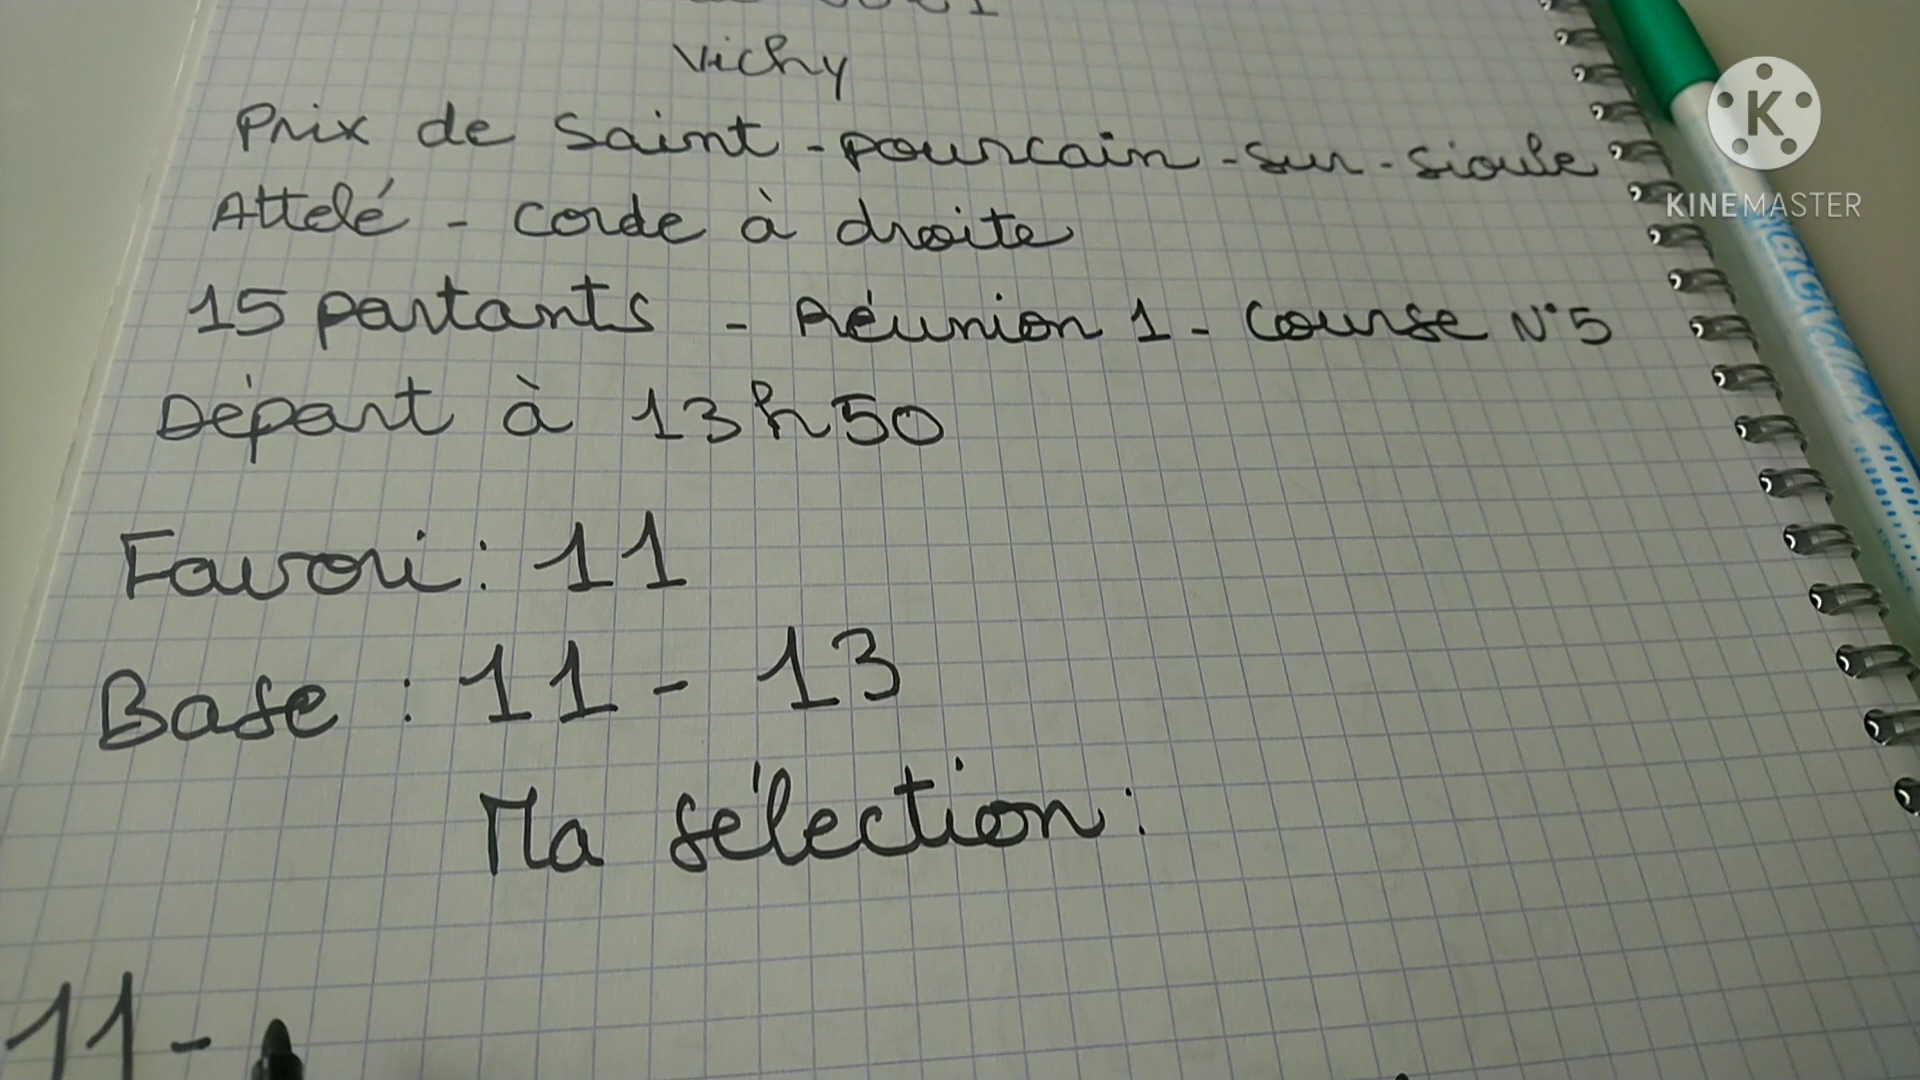 Vichy
Prix de Saint-pourcain-sur-sioule
Attelé - corde à droite
15 partants - Réunion 1 - Course N°5
Départ à 13h50
Favori : 11
Base : 11 - 13
Ma sélection :
11 -
K
KINEMASTER